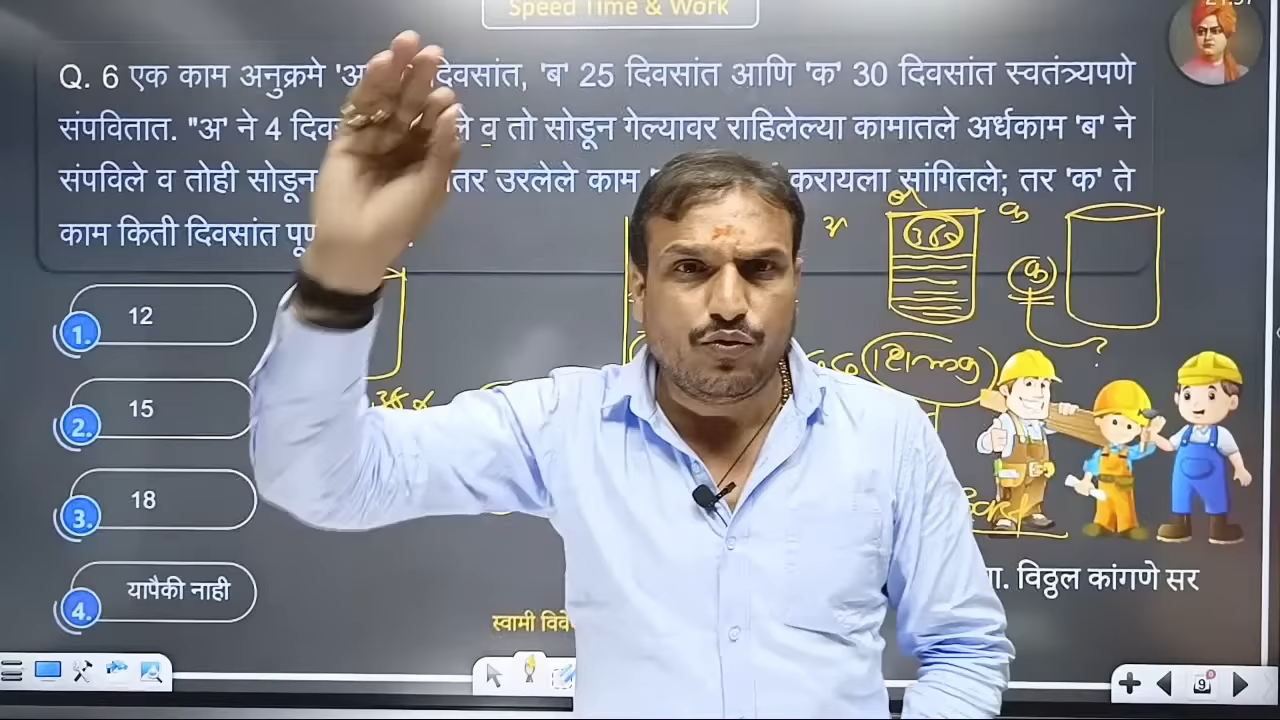 Speed Time & Work
Q. 6 एक काम अनुक्रमे 'अ' दिवसांत, 'ब' 25 दिवसांत आणि 'क' 30 दिवसांत स्वतंत्र्यपणे
संपवितात. "अ' ने 4 व तो सोडून गेल्यावर राहिलेल्या कामातले अर्धकाम 'ब' ने
संपविले व तोही सोडून उरलेले काम करायला सांगितले; तर 'क' ते
काम किती दिवसांत
ब
क
क
?
1. 12
2. 15
3. 18
4. यापैकी नाही
विठ्ठल कांगणे सर
स्वामी
9